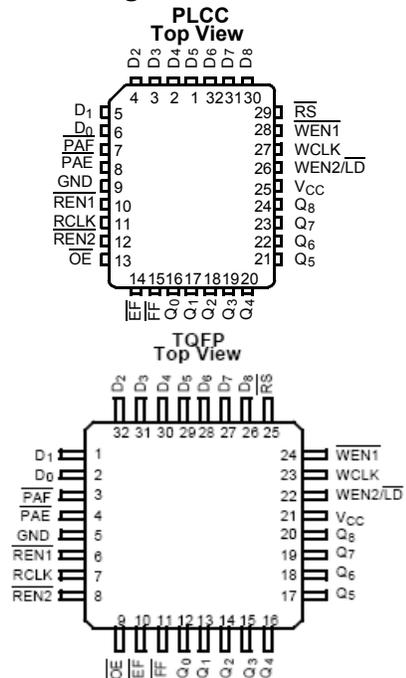 PLCC
Top View
D2 D3 D4 D5 D6 D7 D8
4 3 2 1 32 31 30
D1 5
D0 6
PAF 7
PAE 8
GND 9
REN1 10
RCLK 11
REN2 12
OE 13
29 RS
28 WEN1
27 WCLK
26 WEN2/LD
25 VCC
24 Q8
23 Q7
22 Q6
21 Q5
14 15 16 17 18 19 20
EF FF Q0 Q1 Q2 Q3 Q4
TQFP
Top View
D2 D3 D4 D5 D6 D7 D8 RS
32 31 30 29 28 27 26 25
D1 1
D0 2
PAF 3
PAE 4
GND 5
REN1 6
RCLK 7
REN2 8
24 WEN1
23 WCLK
22 WEN2/LD
21 VCC
20 Q8
19 Q7
18 Q6
17 Q5
9 10 11 12 13 14 15 16
OE EF FF Q0 Q1 Q2 Q3 Q4